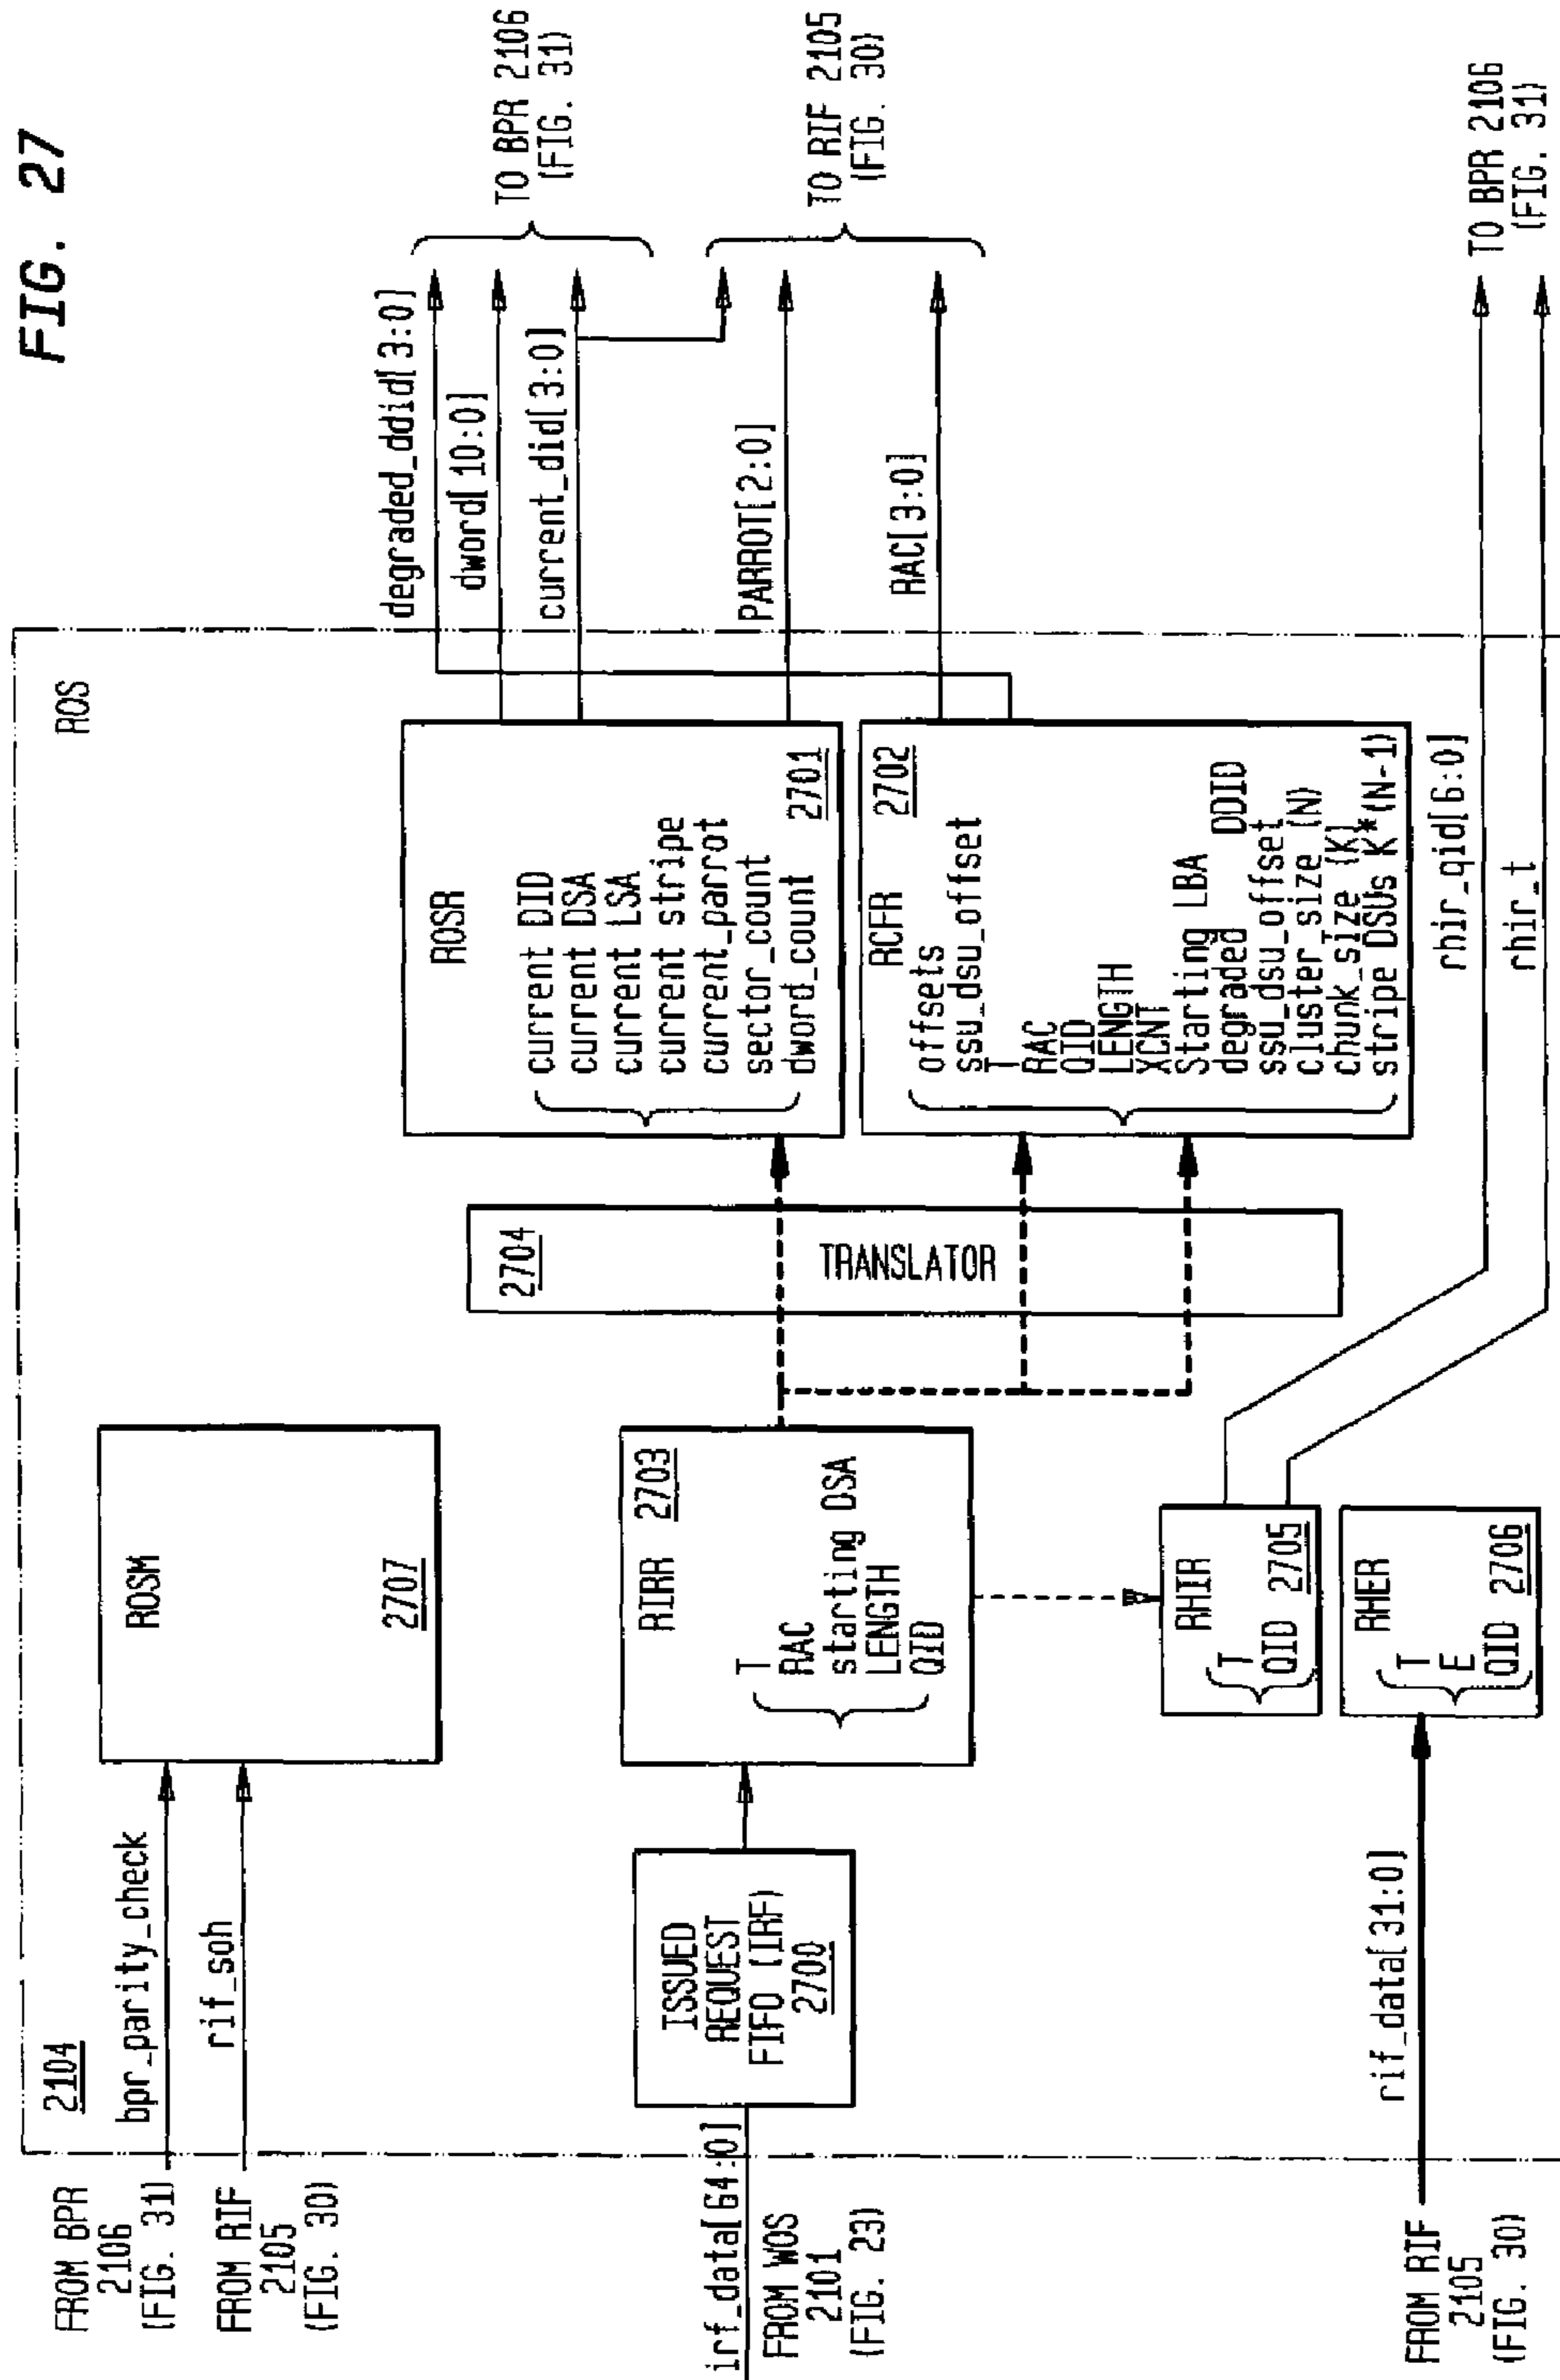 FIG. 27
2104
ROS
FROM BPR
2106
(FIG. 31)
bpr_parity_check
FROM RIF
2105
(FIG. 30)
rif_soh
ROSM
2707
irf_data[64:0]
FROM WOS
2101
(FIG. 23)
ISSUED
REQUEST
FIFO (IRF)
2700
RIRR 2703
T
RAC
starting DSA
LENGTH
QID
2704
TRANSLATOR
ROSR
current DID
current DSA
current LSA
current stripe
current_parrot
sector_count
dword_count
2701
RCFR 2702
offsets
ssu_dsu_offset
T
RAC
QID
LENGTH
XCNT
Starting LBA
degraded DDID
ssu_dsu_offset
cluster_size (N)
chunk_size (K)
stripe DSUs K*(N-1)
degraded_ddid[3:0]
dword[10:0]
current_did[3:0]
TO BPR 2106
(FIG. 31)
PARROT[2:0]
RAC[3:0]
TO RIF 2105
(FIG. 30)
RHIR
T
QID 2705
rhir_qid[6:0]
rhir_t
TO BPR 2106
(FIG. 31)
RHER
T
E
QID 2706
rif_data[31:0]
FROM RIF
2105
(FIG. 30)